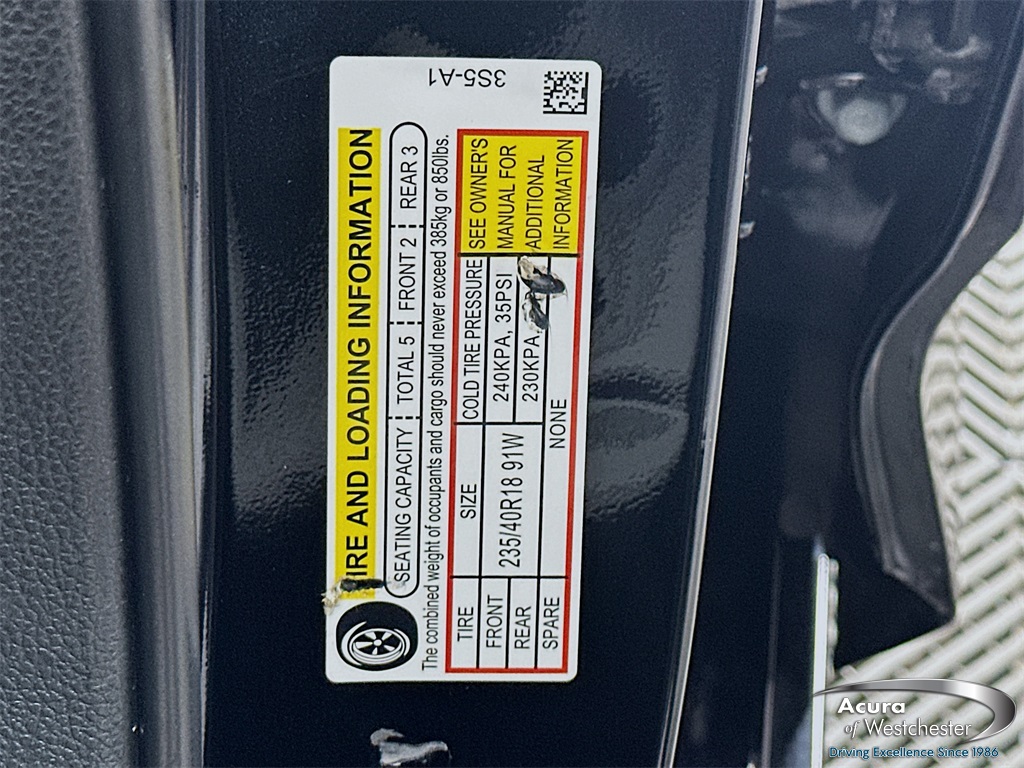 3S5-A1
IRE AND LOADING INFORMATION
SEATING CAPACITY TOTAL 5 FRONT 2 REAR 3
The combined weight of occupants and cargo should never exceed 385kg or 850lbs.
TIRE SIZE COLD TIRE PRESSURE SEE OWNER'S
FRONT 235/40R18 91W 240KPA, 35PSI MANUAL FOR
REAR 230KPA, ADDITIONAL
SPARE NONE INFORMATION
Acura
of Westchester
Driving Excellence Since 1986